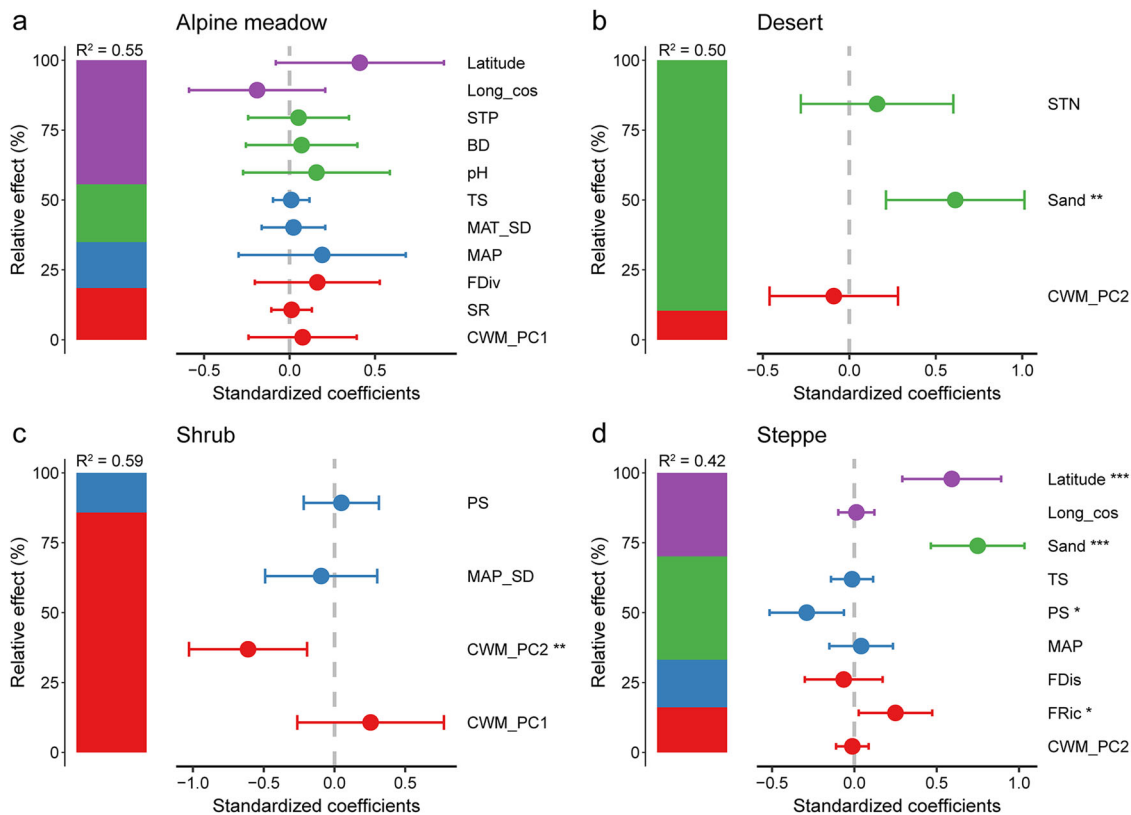 a
Alpine meadow
R² = 0.55
Relative effect (%)
100
75
50
25
0
Latitude
Long_cos
STP
BD
pH
TS
MAT_SD
MAP
FDiv
SR
CWM_PC1
−0.5
0.0
0.5
Standardized coefficients
b
Desert
R² = 0.50
Relative effect (%)
100
75
50
25
0
STN
Sand **
CWM_PC2
−0.5
0.0
0.5
1.0
Standardized coefficients
c
Shrub
R² = 0.59
Relative effect (%)
100
75
50
25
0
PS
MAP_SD
CWM_PC2 **
CWM_PC1
−1.0
−0.5
0.0
0.5
Standardized coefficients
d
Steppe
R² = 0.42
Relative effect (%)
100
75
50
25
0
Latitude ***
Long_cos
Sand ***
TS
PS *
MAP
FDis
FRic *
CWM_PC2
−0.5
0.0
0.5
1.0
Standardized coefficients